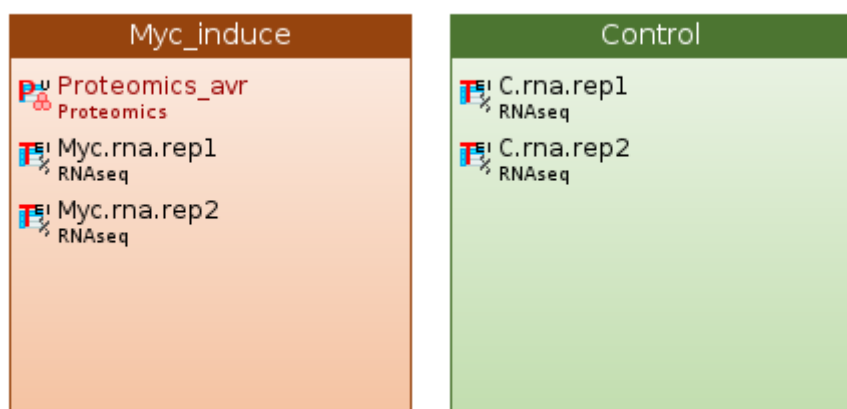 Myc_induce
Proteomics_avr
Proteomics
Myc.rna.rep1
RNAseq
Myc.rna.rep2
RNAseq
Control
C.rna.rep1
RNAseq
C.rna.rep2
RNAseq